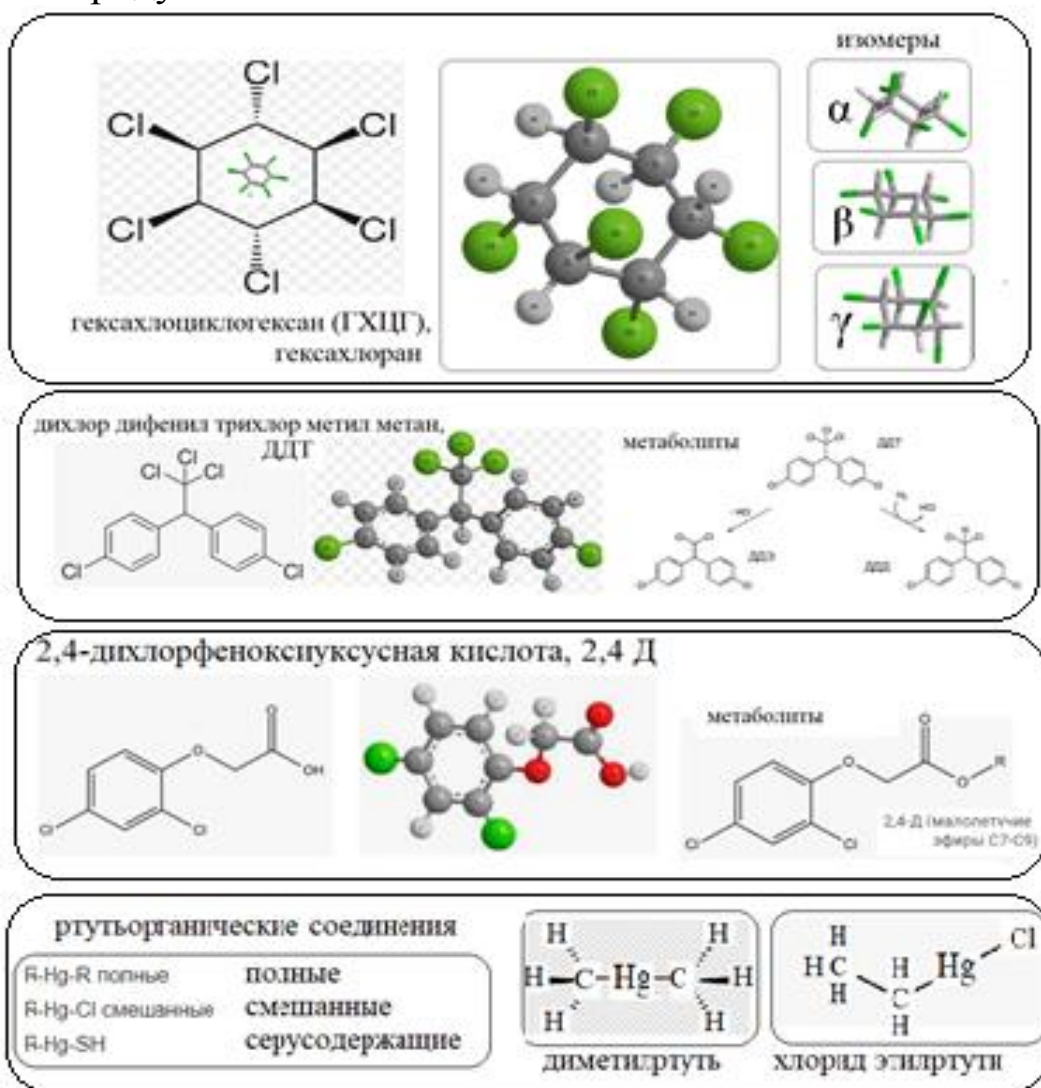 изомеры
Cl
Cl Cl
Cl Cl
Cl
α
β
γ
гексахлоциклогексан (ГХЦГ),
гексахлоран
дихлор дифенил трихлор метил метан,
ДДТ
Cl Cl
Cl
Cl Cl
метаболиты
ДДТ
ДДЭ
ДДД
2,4-дихлорфеноксиуксусная кислота, 2,4 Д
O
O
OH
Cl
Cl
метаболиты
O
O
O
R
Cl
Cl
2,4-Д (малолетучие
эфиры С7-С9)
ртутьорганические соединения
R-Hg-R полные полные
R-Hg-Cl смешанные смешанные
R-Hg-SH серусодержащие
H H
H C Hg C H
H H
диметилртуть
H Cl
H C H Hg
H C
H
хлорид этилртути